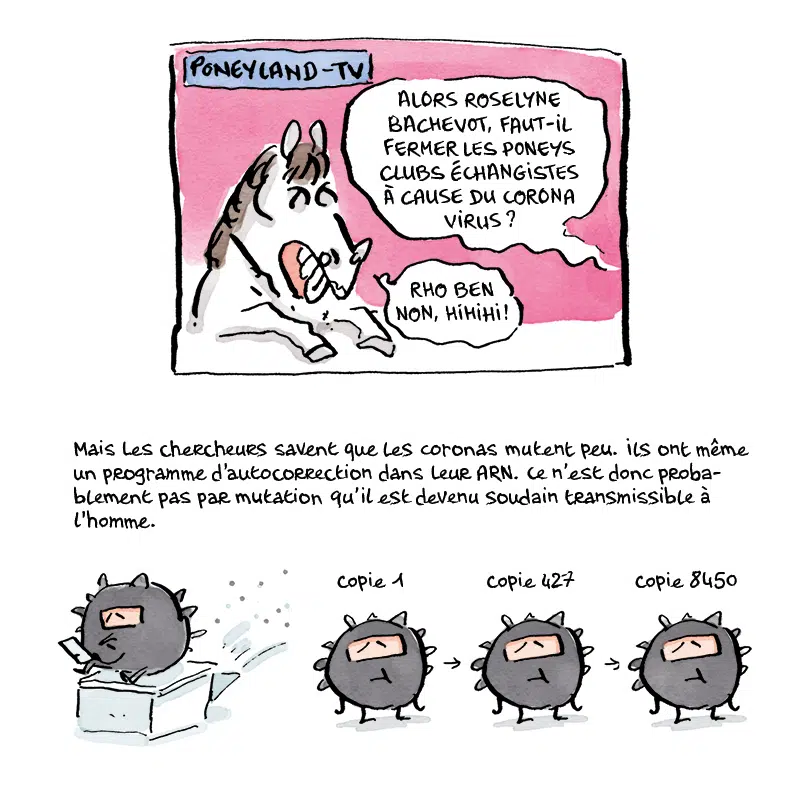 PONEYLAND-TV
ALORS ROSELYNE
BACHEVOT, FAUT-IL
FERMER LES PONEYS
CLUBS ÉCHANGISTES
À CAUSE DU CORONA
VIRUS ?
RHO BEN
NON, HIHIHI!
Mais les chercheurs savent que les coronas mutent peu. ils ont même
un programme d'autocorrection dans leur ARN. Ce n'est donc proba-
blement pas par mutation qu'il est devenu soudain transmissible à
l'homme.
copie 1
copie 427
copie 8450